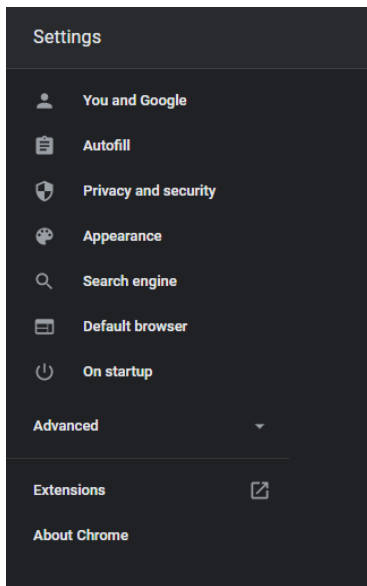 Settings
You and Google
Autofill
Privacy and security
Appearance
Search engine
Default browser
On startup
Advanced
Extensions
About Chrome